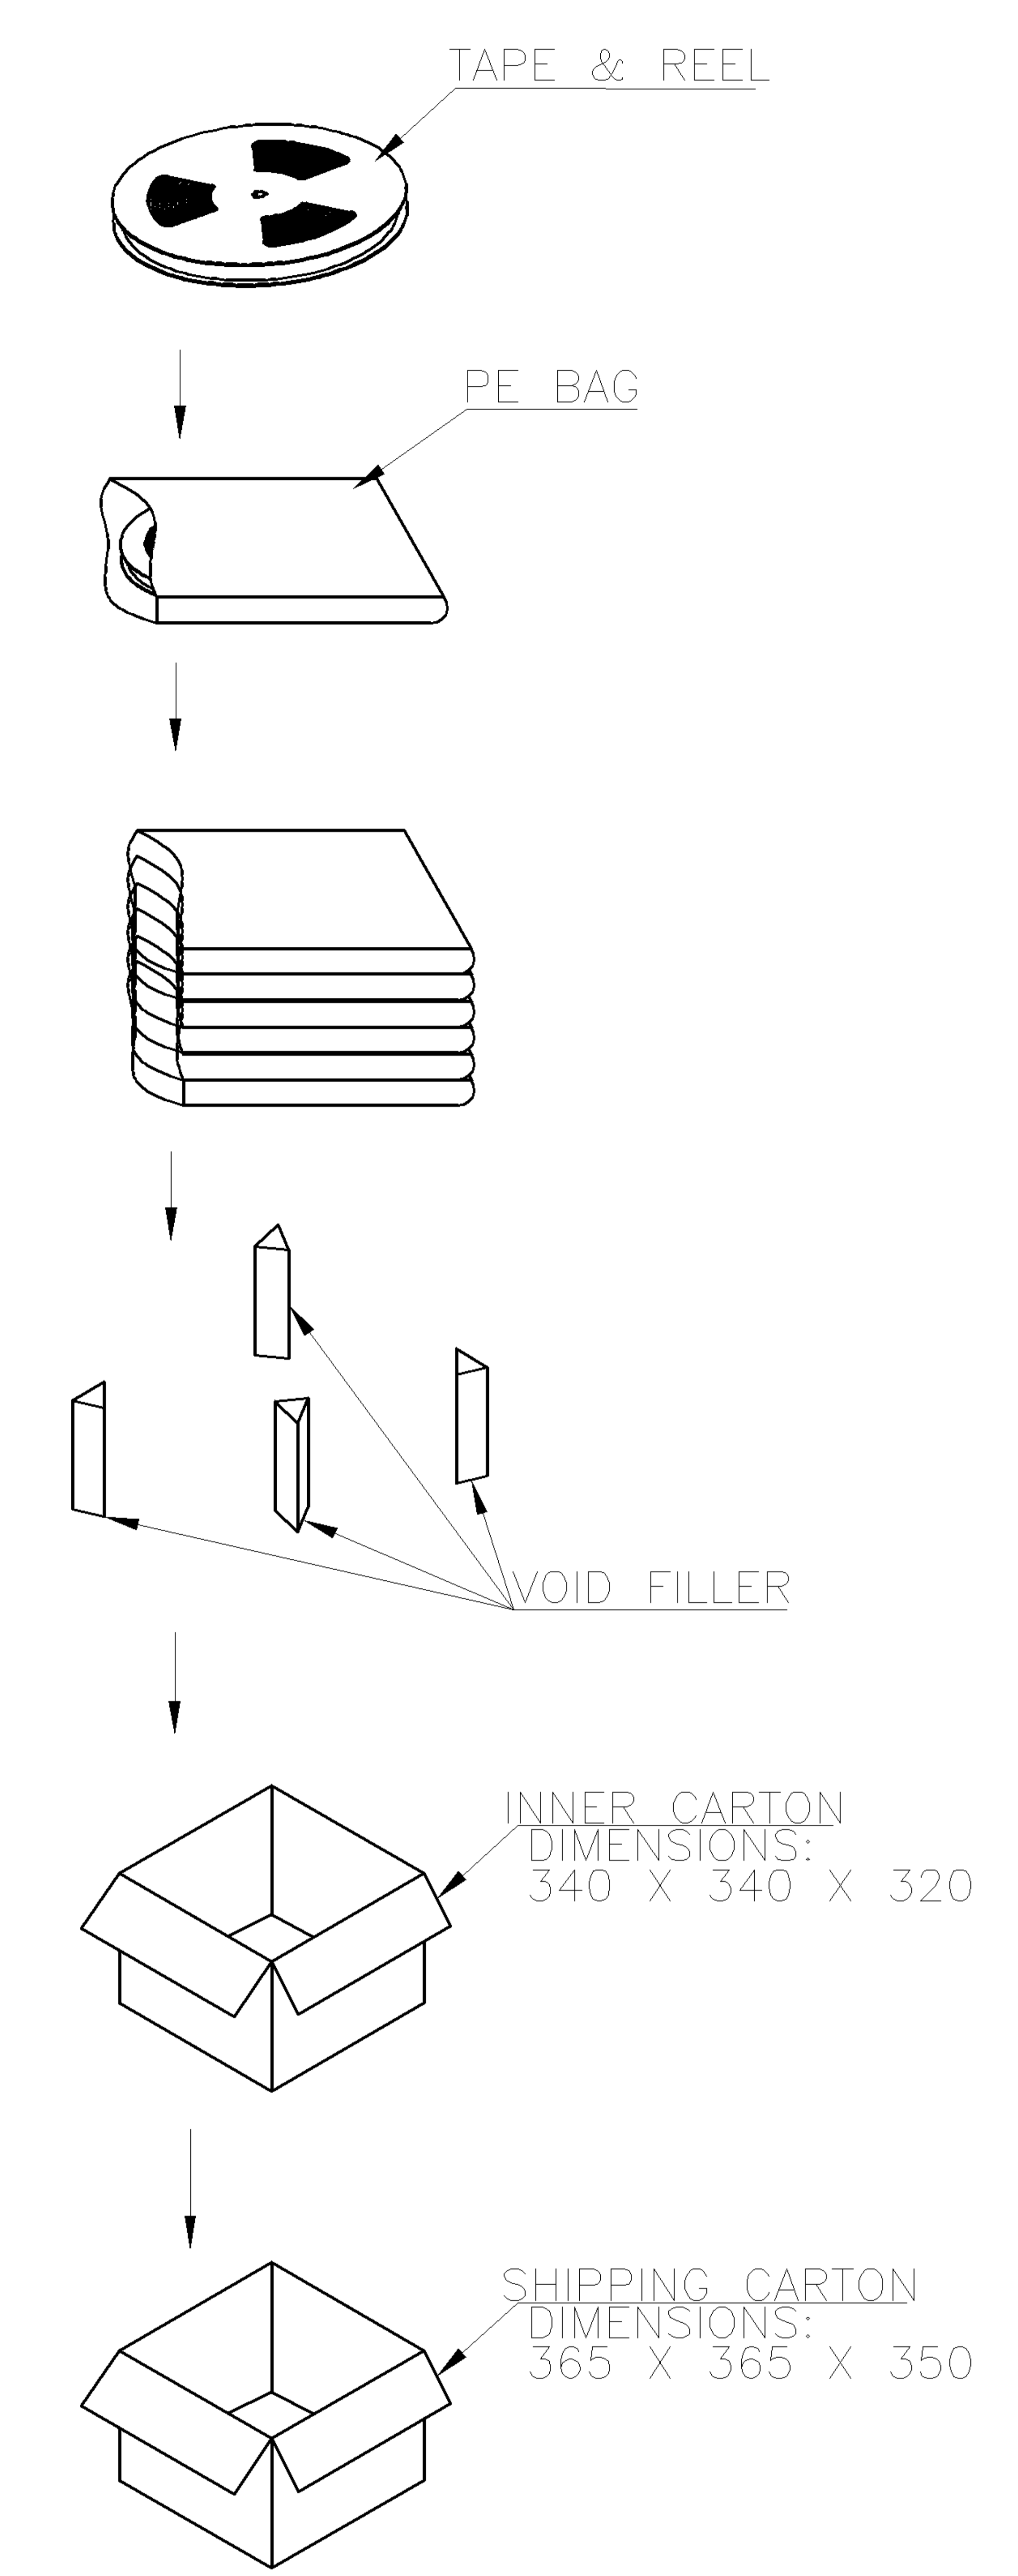 TAPE & REEL
PE BAG
VOID FILLER
INNER CARTON
DIMENSIONS:
340 X 340 X 320
SHIPPING CARTON
DIMENSIONS:
365 X 365 X 350